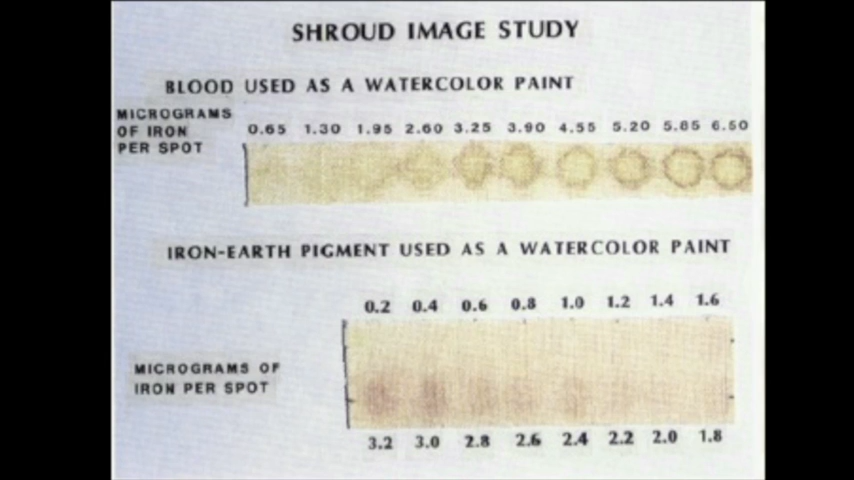 SHROUD IMAGE STUDY
BLOOD USED AS A WATERCOLOR PAINT
MICROGRAMS
OF IRON
PER SPOT
0.65 1.30 1.95 2.60 3.25 3.90 4.55 5.20 5.85 6.50
IRON-EARTH PIGMENT USED AS A WATERCOLOR PAINT
0.2 0.4 0.6 0.8 1.0 1.2 1.4 1.6
MICROGRAMS OF
IRON PER SPOT
3.2 3.0 2.8 2.6 2.4 2.2 2.0 1.8